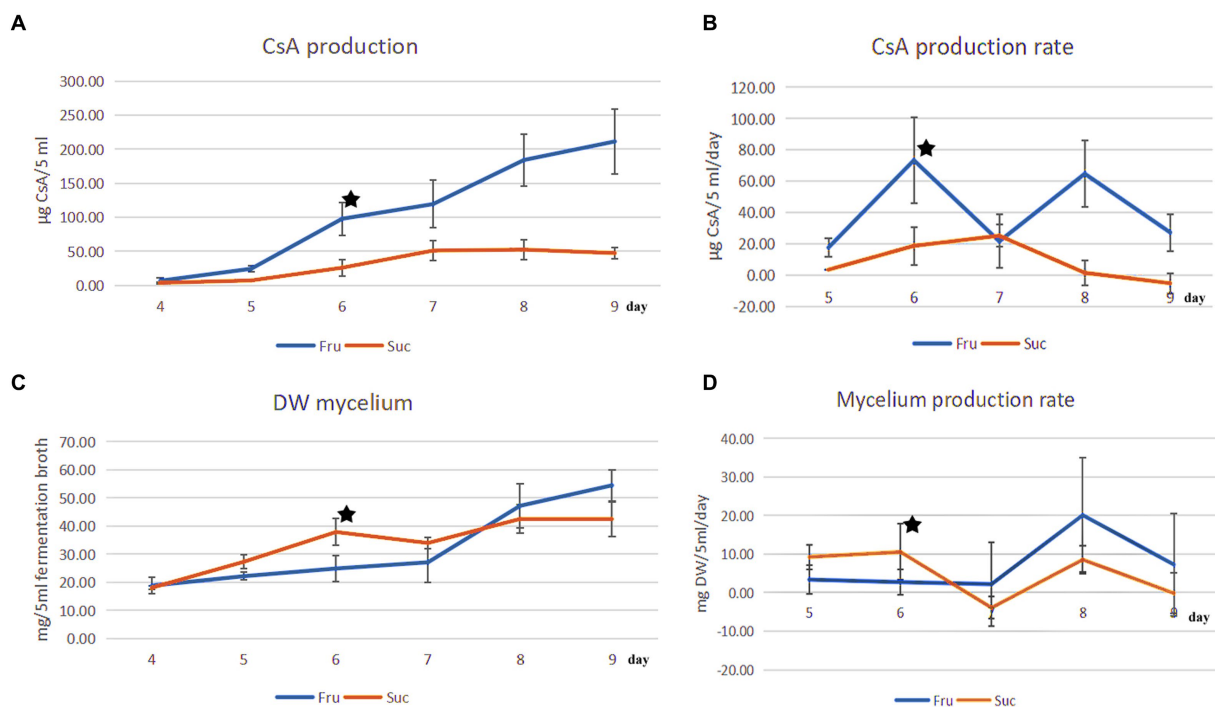 A
CsA production
µg CsA/5 ml
300.00
250.00
200.00
150.00
100.00
50.00
0.00
4 5 6 7 8 9 day
Fru Suc
B
CsA production rate
µg CsA/5 ml/day
120.00
100.00
80.00
60.00
40.00
20.00
0.00
-20.00
5 6 7 8 9 day
Fru Suc
C
DW mycelium
mg/5ml fermentation broth
70.00
60.00
50.00
40.00
30.00
20.00
10.00
0.00
4 5 6 7 8 9 day
Fru Suc
D
Mycelium production rate
mg DW/5ml/day
40.00
30.00
20.00
10.00
0.00
-10.00
-20.00
5 6 7 8 9 day
Fru Suc